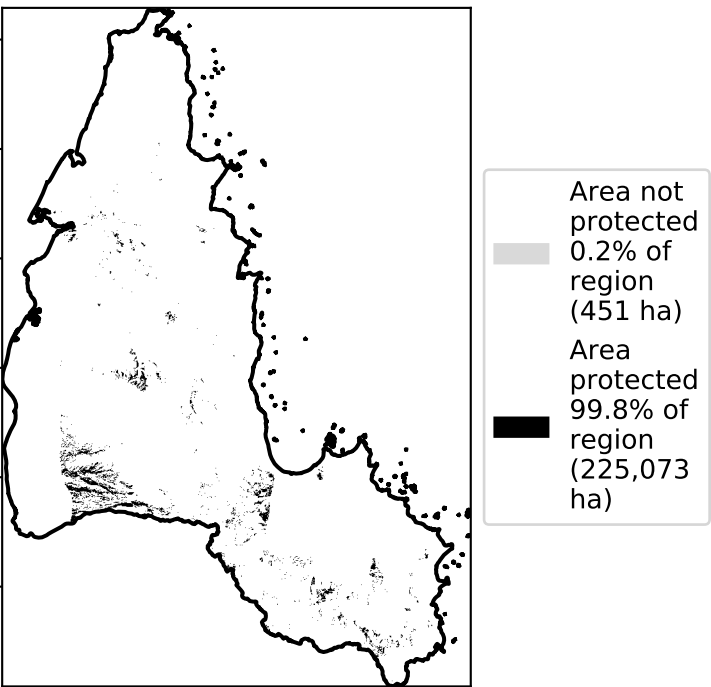 Area not
protected
0.2% of
region
(451 ha)
Area
protected
99.8% of
region
(225,073
ha)